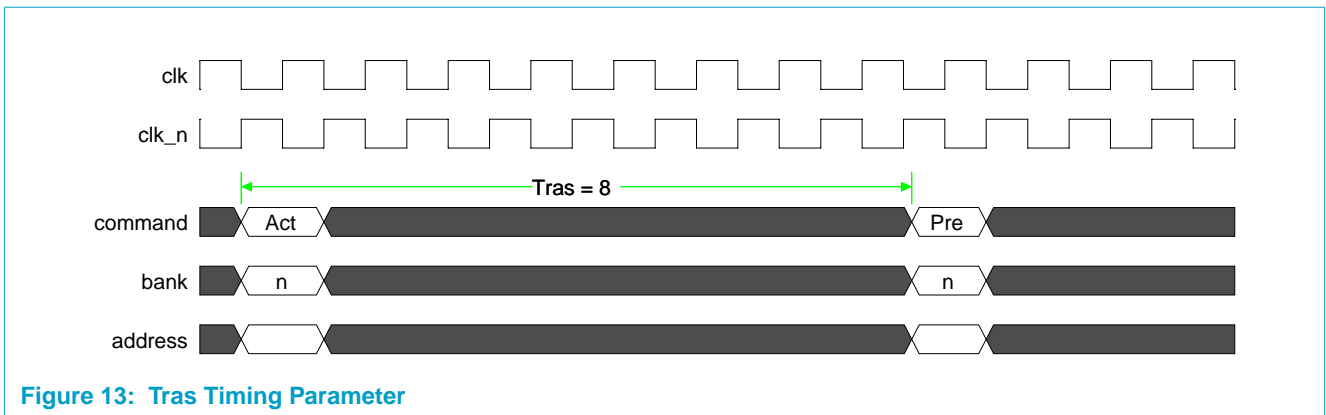 clk
clk_n
Tras = 8
command Act Pre
bank n n
address
Figure 13: Tras Timing Parameter